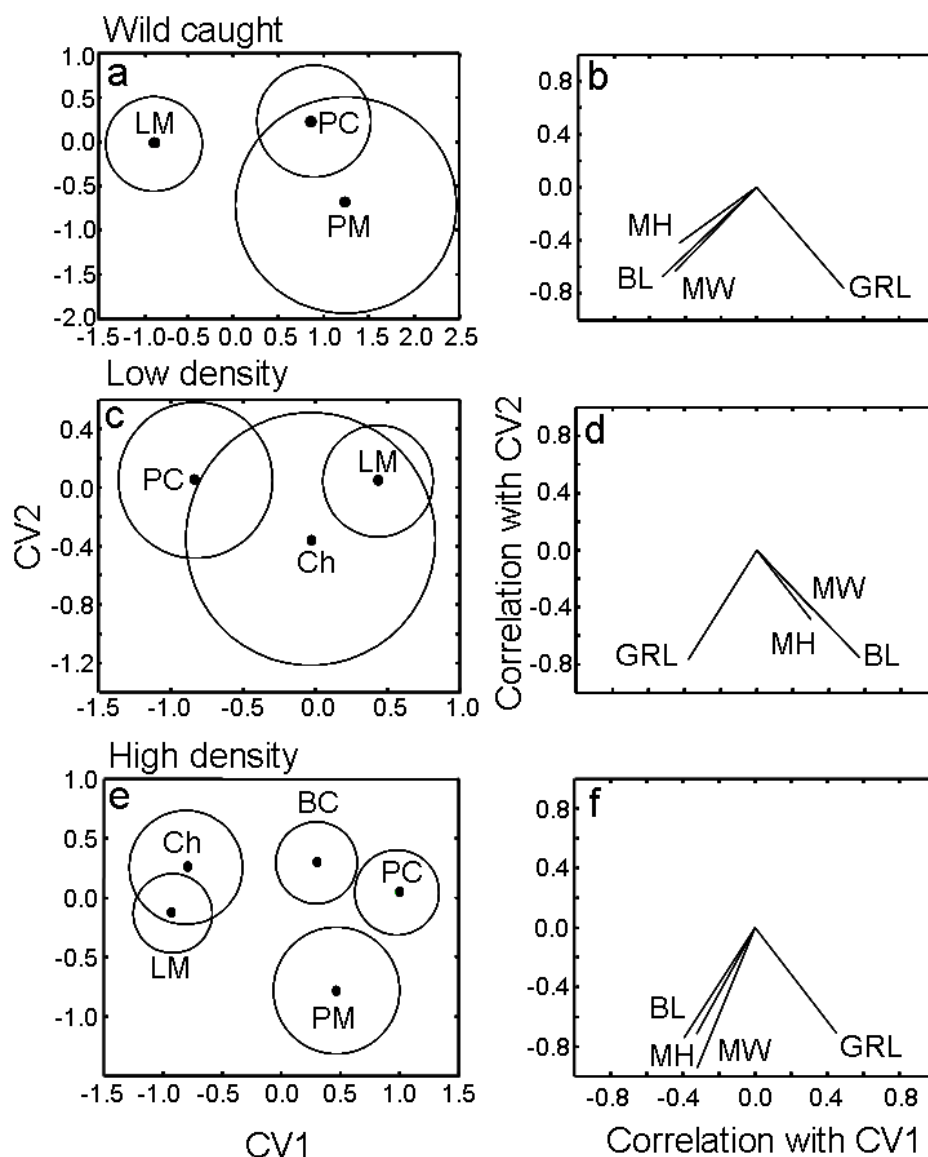 Wild caught
a
LM
PC
PM
1.0
0.5
0.0
-0.5
-1.0
-1.5
-2.0
-1.5 -1.0 -0.5 0.0 0.5 1.0 1.5 2.0 2.5
b
MH
BL
MW
GRL
0.8
0.4
0.0
-0.4
-0.8
Low density
c
PC
LM
Ch
0.4
0.0
-0.4
-0.8
-1.2
-1.5 -1.0 -0.5 0.0 0.5 1.0
CV2
d
MW
MH
GRL
BL
0.8
0.4
0.0
-0.4
-0.8
Correlation with CV2
High density
e
BC
Ch
PC
LM
PM
1.0
0.5
0.0
-0.5
-1.0
-1.5 -1.0 -0.5 0.0 0.5 1.0 1.5
CV1
f
BL
MH
MW
GRL
0.8
0.4
0.0
-0.4
-0.8
-0.8 -0.4 0.0 0.4 0.8
Correlation with CV1